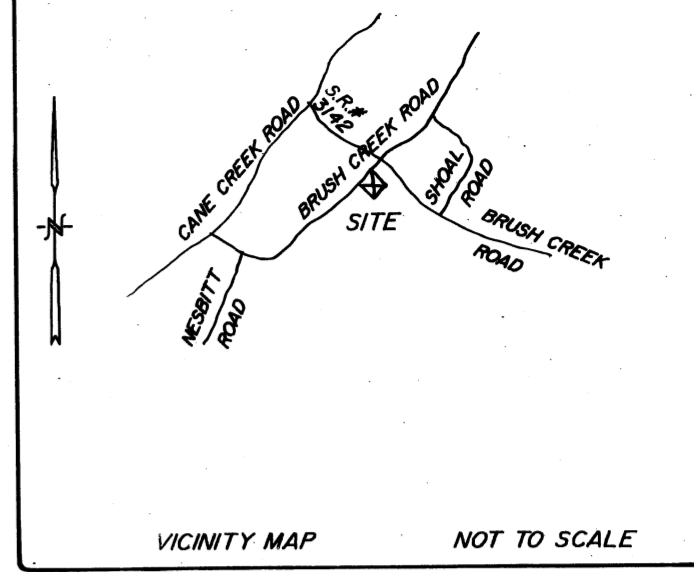 S.R.#
3142
CANE CREEK ROAD
BRUSH CREEK ROAD
SHOAL
ROAD
SITE
BRUSH CREEK
ROAD
NESBITT
ROAD
N
VICINITY MAP
NOT TO SCALE